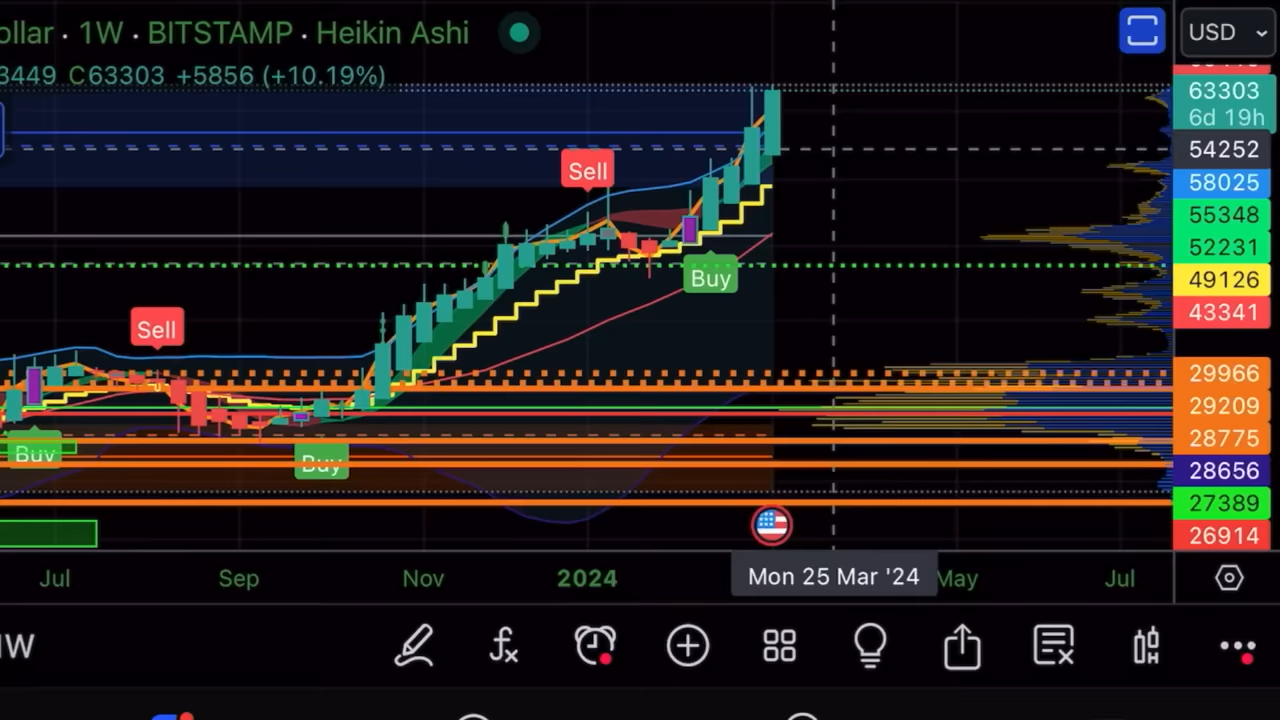 ollar · 1W · BITSTAMP · Heikin Ashi
USD
3449 C63303 +5856 (+10.19%)
63303
6d 19h
54252
Sell
58025
55348
52231
Buy
49126
43341
Sell
29966
29209
28775
Buy
Buy
28656
27389
26914
Jul
Sep
Nov
2024
Mon 25 Mar '24
May
Jul
1W